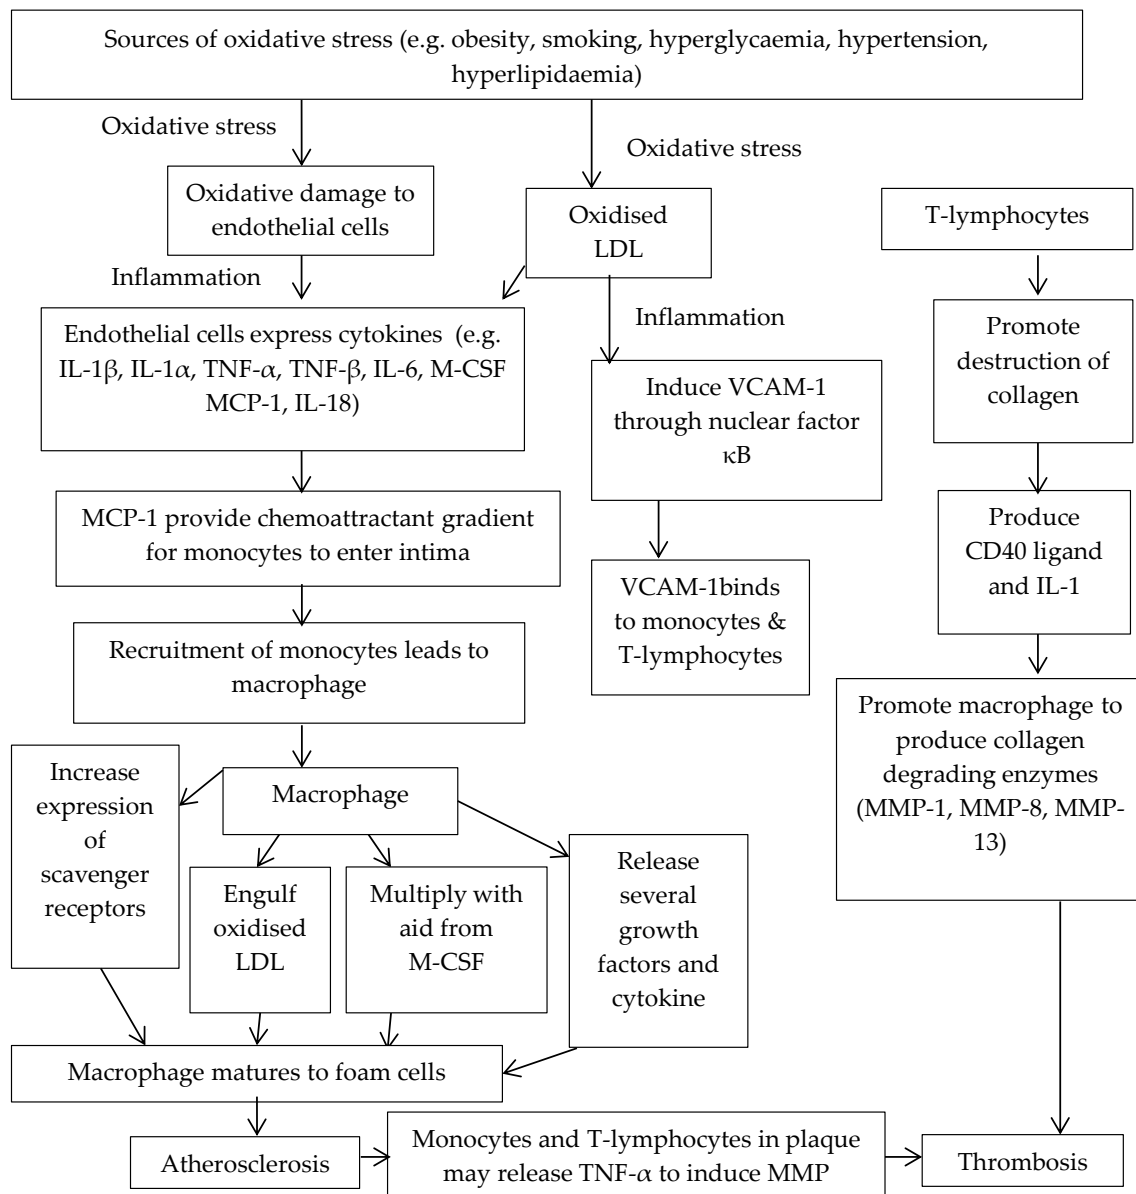 Sources of oxidative stress (e.g. obesity, smoking, hyperglycaemia, hypertension,
hyperlipidaemia)
Oxidative stress
Oxidative stress
Oxidative damage to
endothelial cells
Oxidised
LDL
T-lymphocytes
Inflammation
Inflammation
Endothelial cells express cytokines (e.g.
IL-1β, IL-1α, TNF-α, TNF-β, IL-6, M-CSF
MCP-1, IL-18)
Induce VCAM-1
through nuclear factor
κB
Promote
destruction of
collagen
MCP-1 provide chemoattractant gradient
for monocytes to enter intima
VCAM-1binds
to monocytes &
T-lymphocytes
Produce
CD40 ligand
and IL-1
Recruitment of monocytes leads to
macrophage
Promote macrophage to
produce collagen
degrading enzymes
(MMP-1, MMP-8, MMP-
13)
Macrophage
Increase
expression
of
scavenger
receptors
Engulf
oxidised
LDL
Multiply with
aid from
M-CSF
Release
several
growth
factors and
cytokine
Macrophage matures to foam cells
Atherosclerosis
Monocytes and T-lymphocytes in plaque
may release TNF-α to induce MMP
Thrombosis